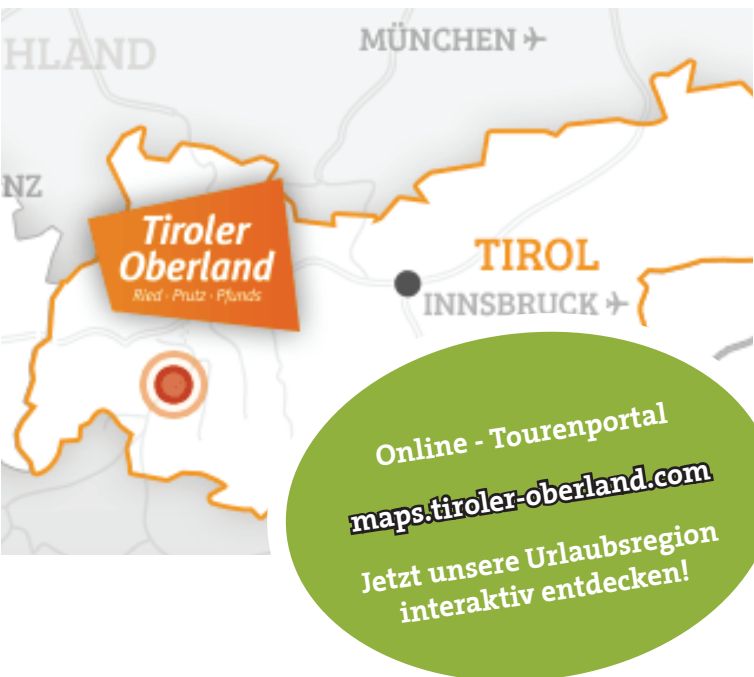 HLAND
MÜNCHEN
NZ
Tiroler
Oberland
Ried · Prutz · Pfunds
TIROL
INNSBRUCK
Online - Tourenportal
maps.tiroler-oberland.com
Jetzt unsere Urlaubsregion
interaktiv entdecken!